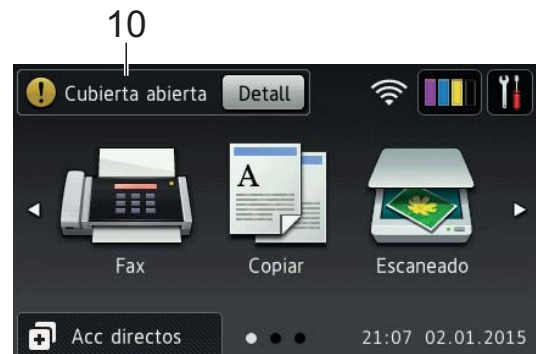 10
Cubierta abierta Detall
A
Fax Copiar Escaneado
Acc directos 21:07 02.01.2015